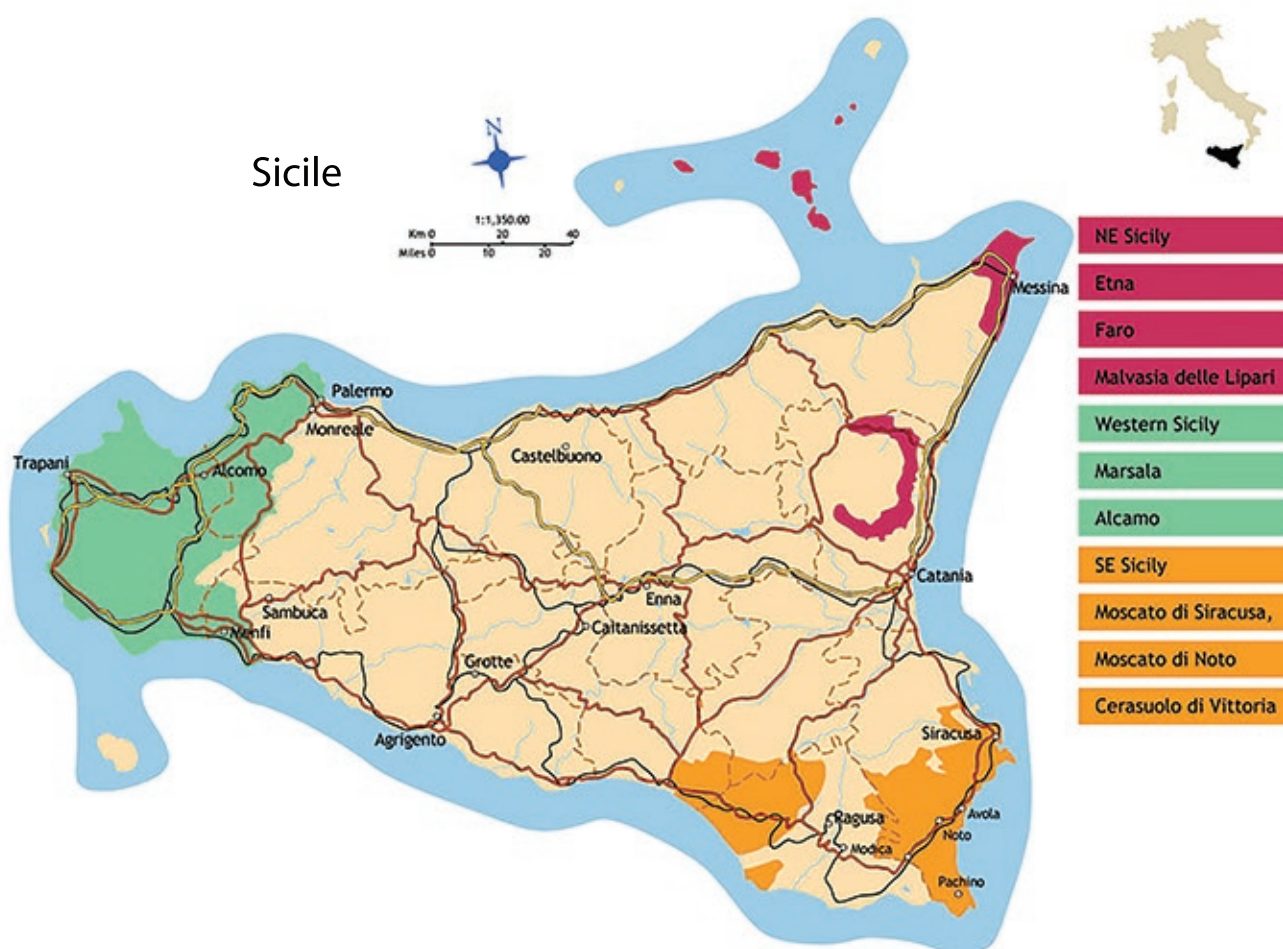 Sicile
N
1:1,350.00
Km 0 20 40
Miles 0 10 20
NE Sicily
Etna
Faro
Malvasia delle Lipari
Western Sicily
Marsala
Alcamo
SE Sicily
Moscato di Siracusa,
Moscato di Noto
Cerasuolo di Vittoria
Messina
Palermo
Monreale
Trapani
Alcomo
Castelbuono
Catania
Enna
Sambuca
Caltanissetta
Menfi
Grotte
Agrigento
Siracusa
Ragusa
Avola
Noto
Modica
Pachino